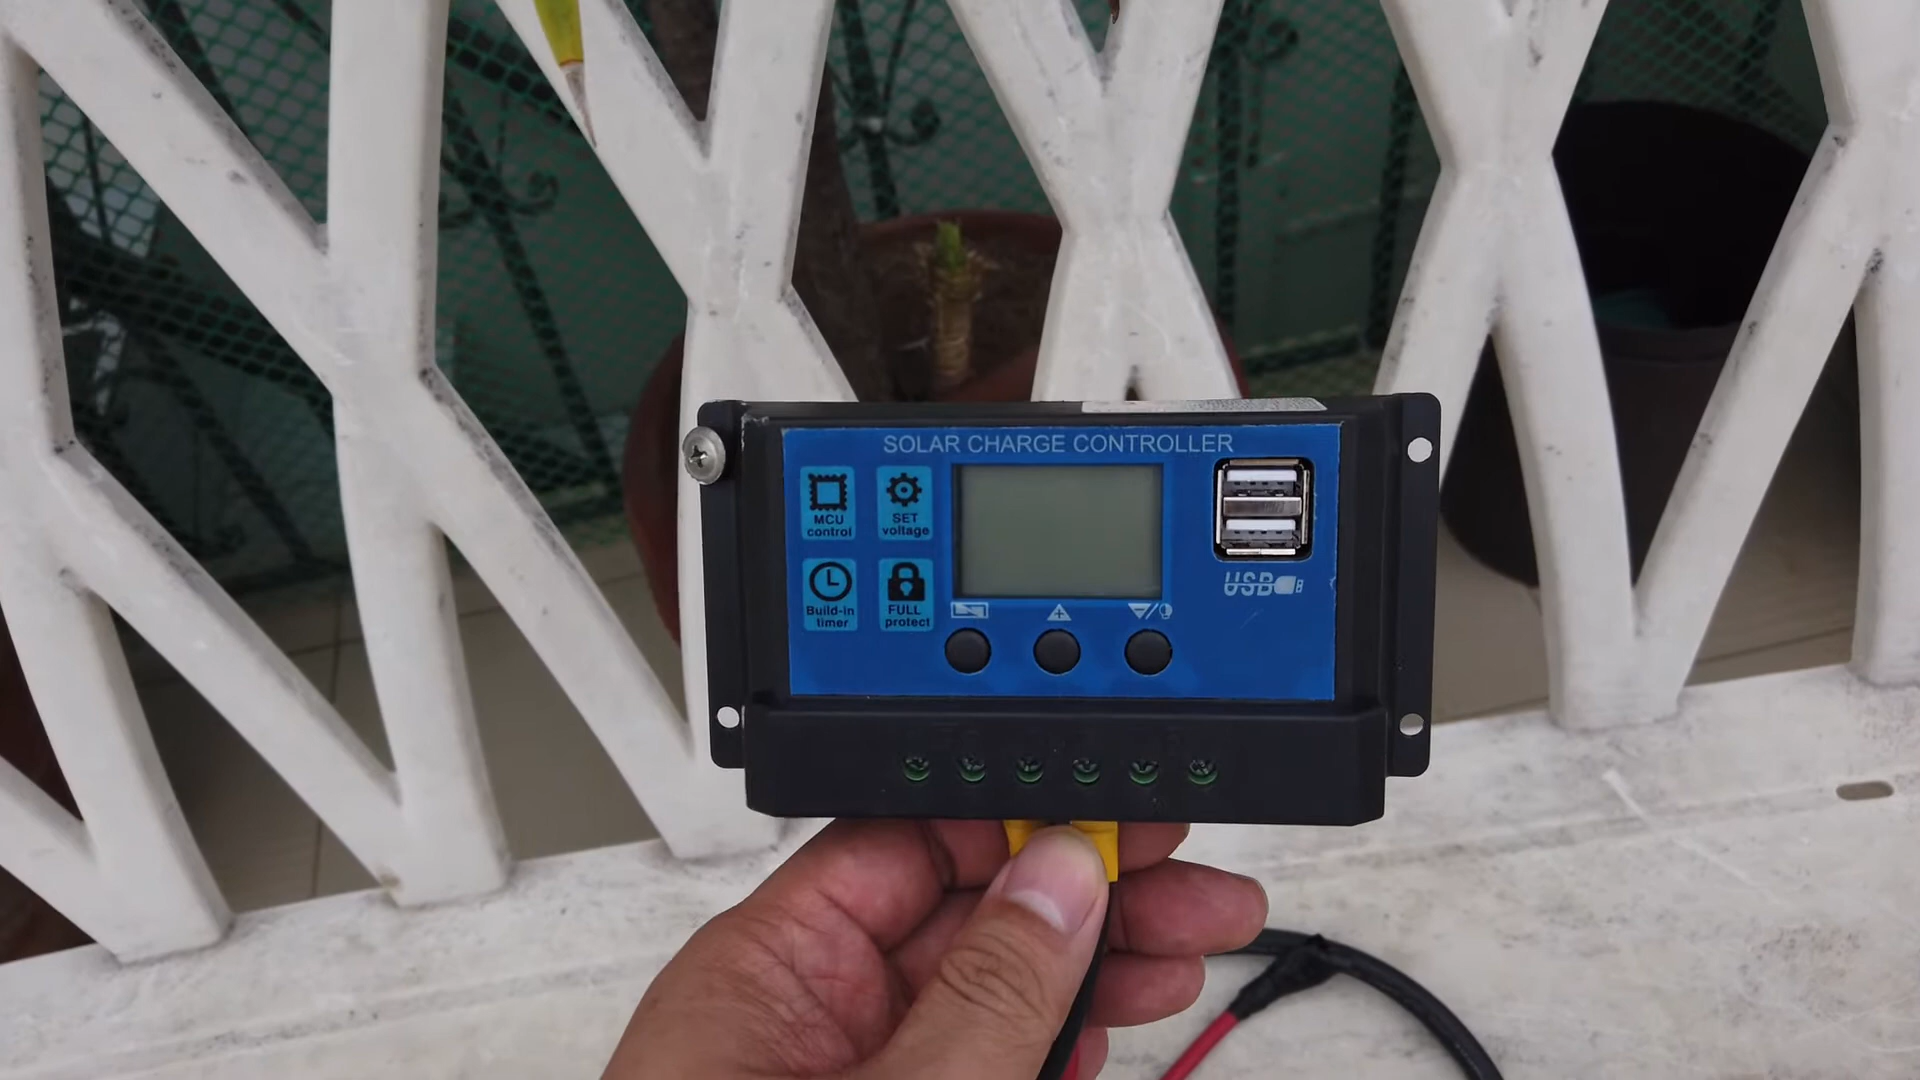 SOLAR CHARGE CONTROLLER
MCU
control
SET
voltage
Build-in
timer
FULL
protect
USB